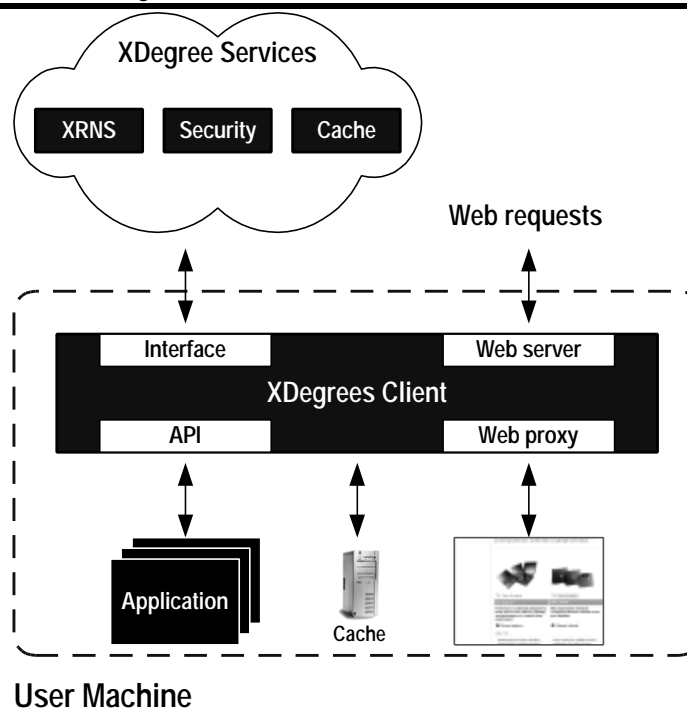 XDegree Services
XRNS Security Cache
Web requests
Interface Web server
XDegrees Client
API Web proxy
Application
Cache
User Machine